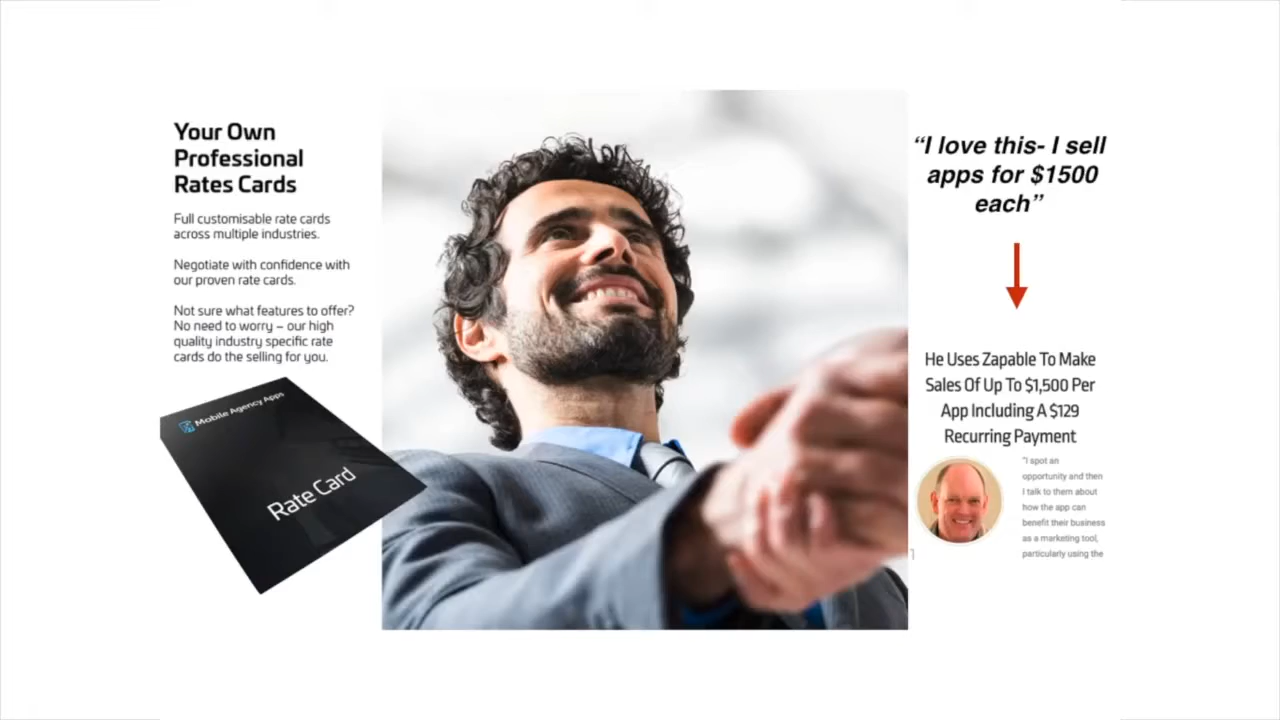 Your Own
Professional
Rates Cards
Full customisable rate cards
across multiple industries.
Negotiate with confidence with
our proven rate cards.
Not sure what features to offer?
No need to worry – our high
quality industry specific rate
cards do the selling for you.
Mobile Agency Apps
Rate Card
“I love this- I sell
apps for $1500
each”
He Uses Zapable To Make
Sales Of Up To $1,500 Per
App Including A $129
Recurring Payment
"I spot an
opportunity and then
I talk to them about
how the app can
benefit their business
as a marketing tool,
particularly using the
1